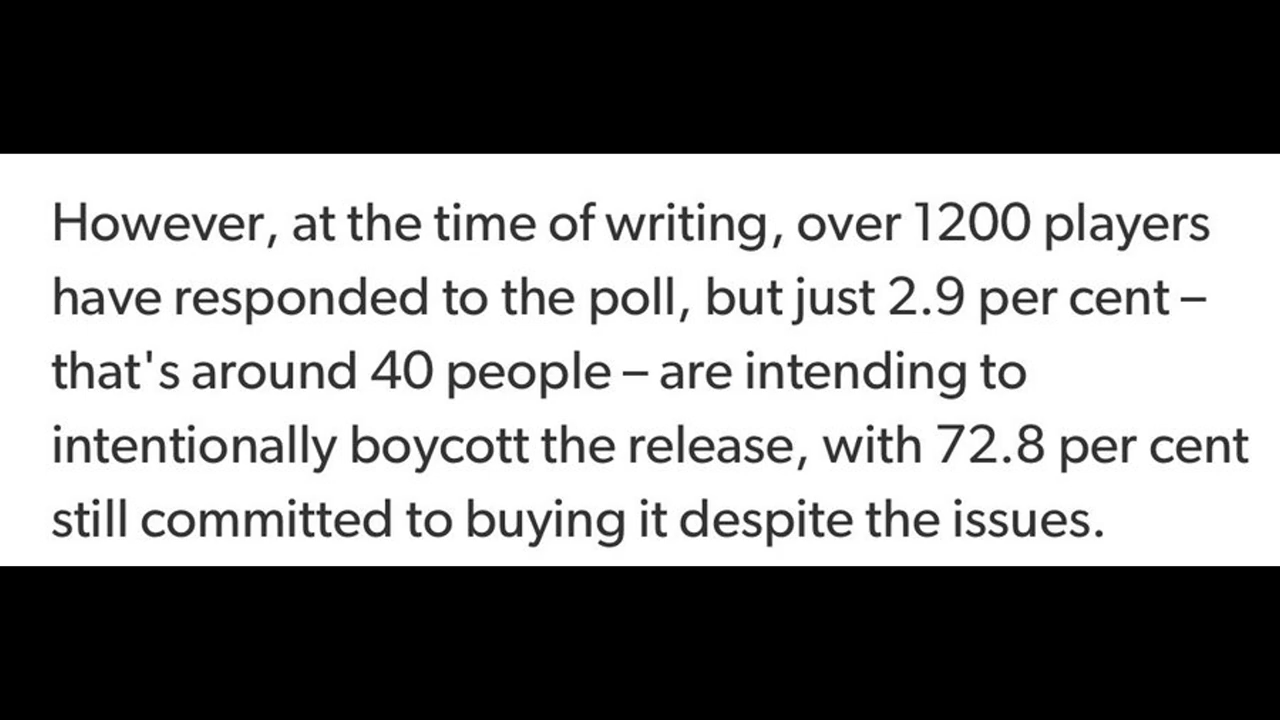 However, at the time of writing, over 1200 players
have responded to the poll, but just 2.9 per cent –
that's around 40 people – are intending to
intentionally boycott the release, with 72.8 per cent
still committed to buying it despite the issues.